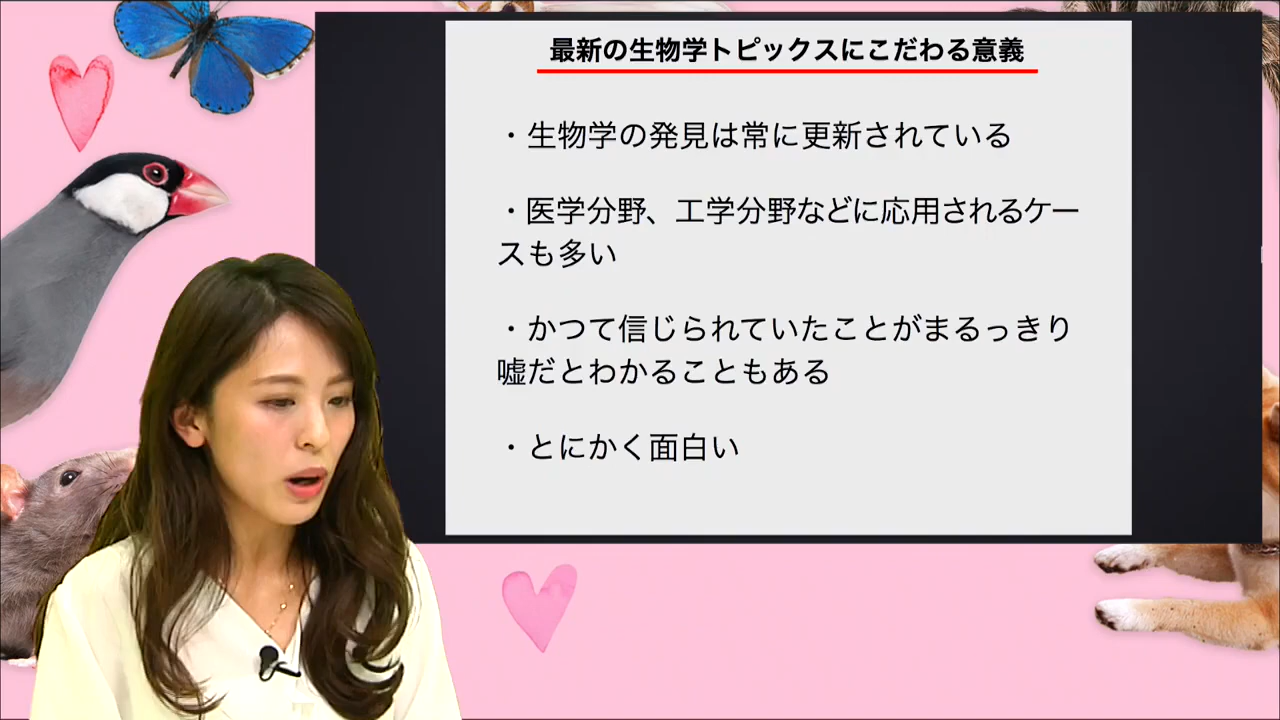 最新の生物学トピックスにこだわる意義
・生物学の発見は常に更新されている
・医学分野、工学分野などに応用されるケー
スも多い
・かつて信じられていたことがまるっきり
嘘だとわかることもある
・とにかく面白い